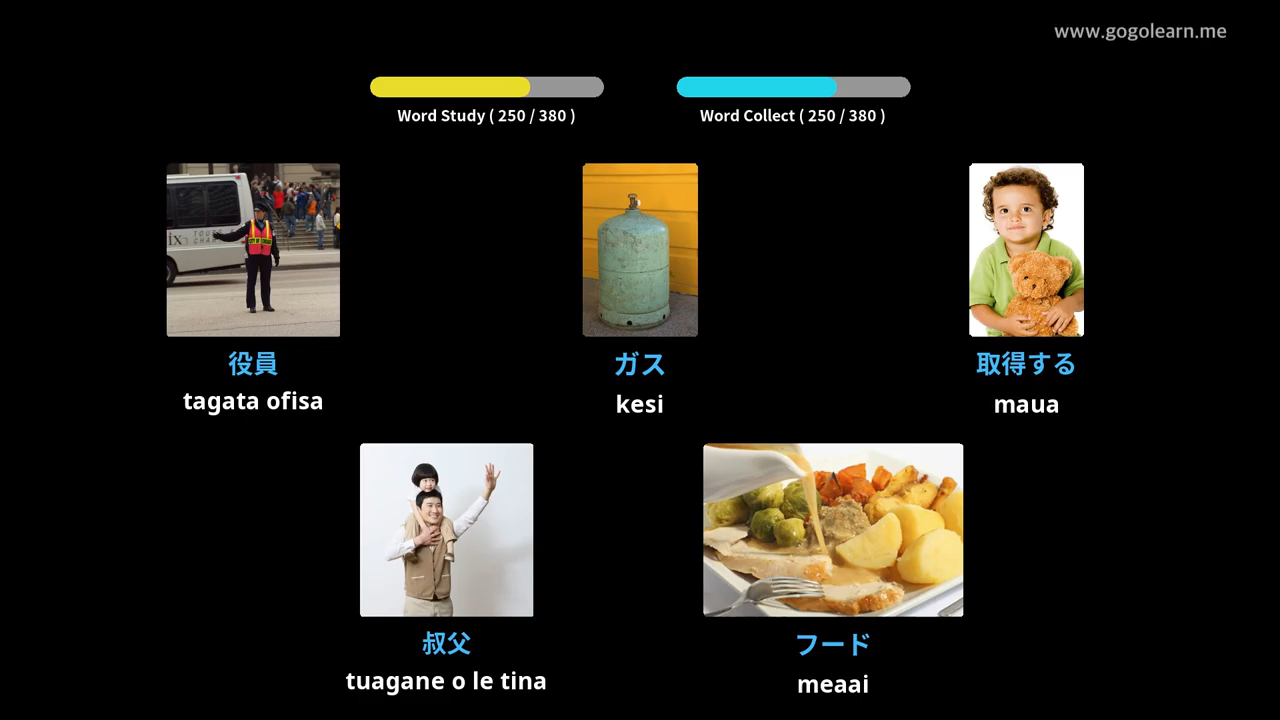 www.gogolearn.me
Word Study ( 250 / 380 )
Word Collect ( 250 / 380 )
役員
tagata ofisa
ガス
kesi
取得する
maua
叔父
tuagane o le tina
フード
meaai